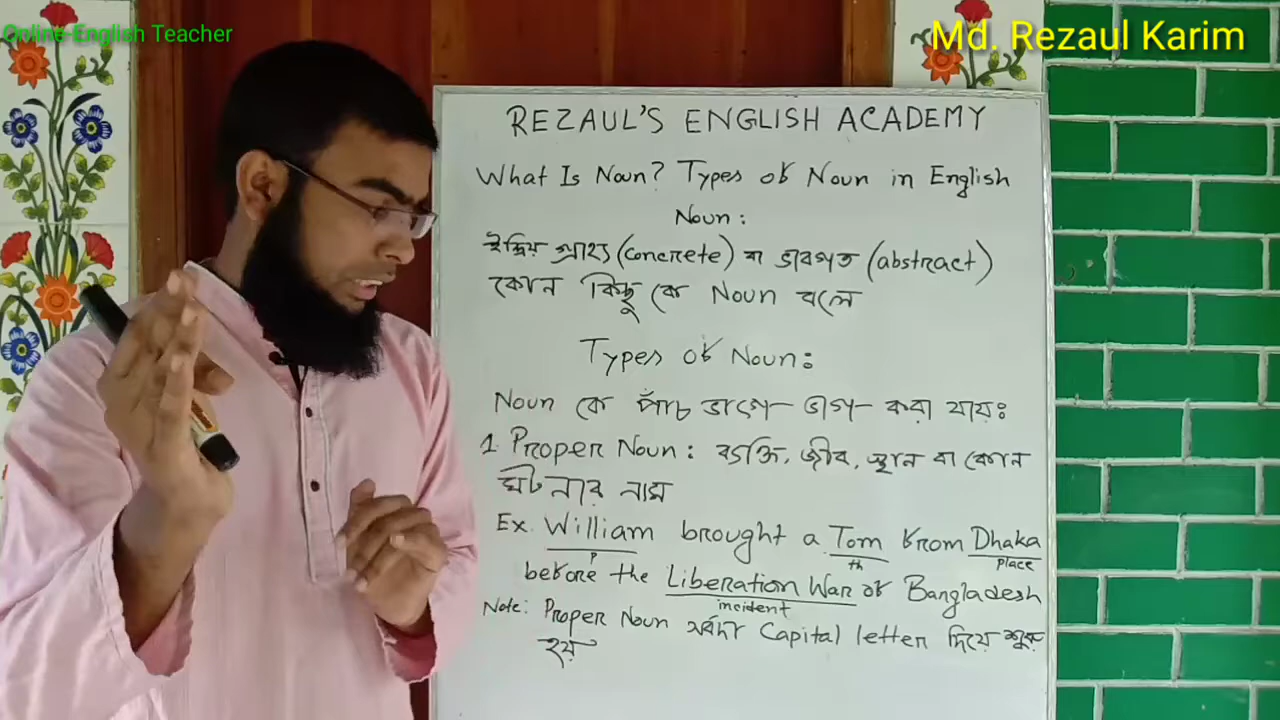 Online English Teacher
Md. Rezaul Karim
REZAUL'S ENGLISH ACADEMY
What Is Noun? Types of Noun in English
Noun:
ইন্দ্রিয় গ্রাহ্য (concrete) বা ভাবগত (abstract)
কোন কিছু কে Noun বলে
Types of Noun:
Noun কে পাঁচ ভাগে ভাগ করা যায়ঃ
1. Proper Noun: ব্যক্তি, জীব, স্থান বা কোন
ঘটনার নাম
Ex. William brought a Tom from Dhaka
P th place
before the Liberation War of Bangladesh
incident
Note: Proper Noun সর্বদা Capital letter দিয়ে শুরু
হয়